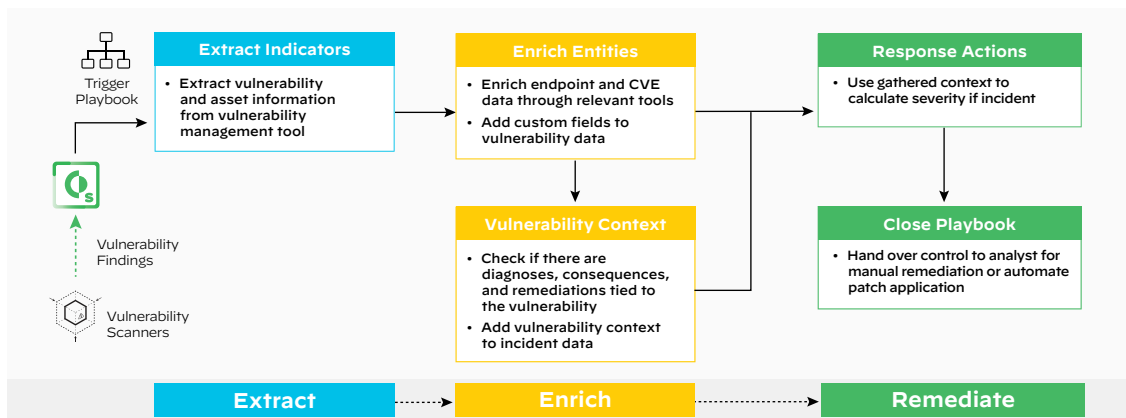 Trigger
Playbook
Extract Indicators
• Extract vulnerability
and asset information
from vulnerability
management tool
Enrich Entities
• Enrich endpoint and CVE
data through relevant tools
• Add custom fields to
vulnerability data
Response Actions
• Use gathered context to
calculate severity if incident
S
Vulnerability
Findings
Vulnerability
Scanners
Vulnerability Context
• Check if there are
diagnoses, consequences,
and remediations tied to
the vulnerability
• Add vulnerability context
to incident data
Close Playbook
• Hand over control to analyst for
manual remediation or automate
patch application
Extract
Enrich
Remediate